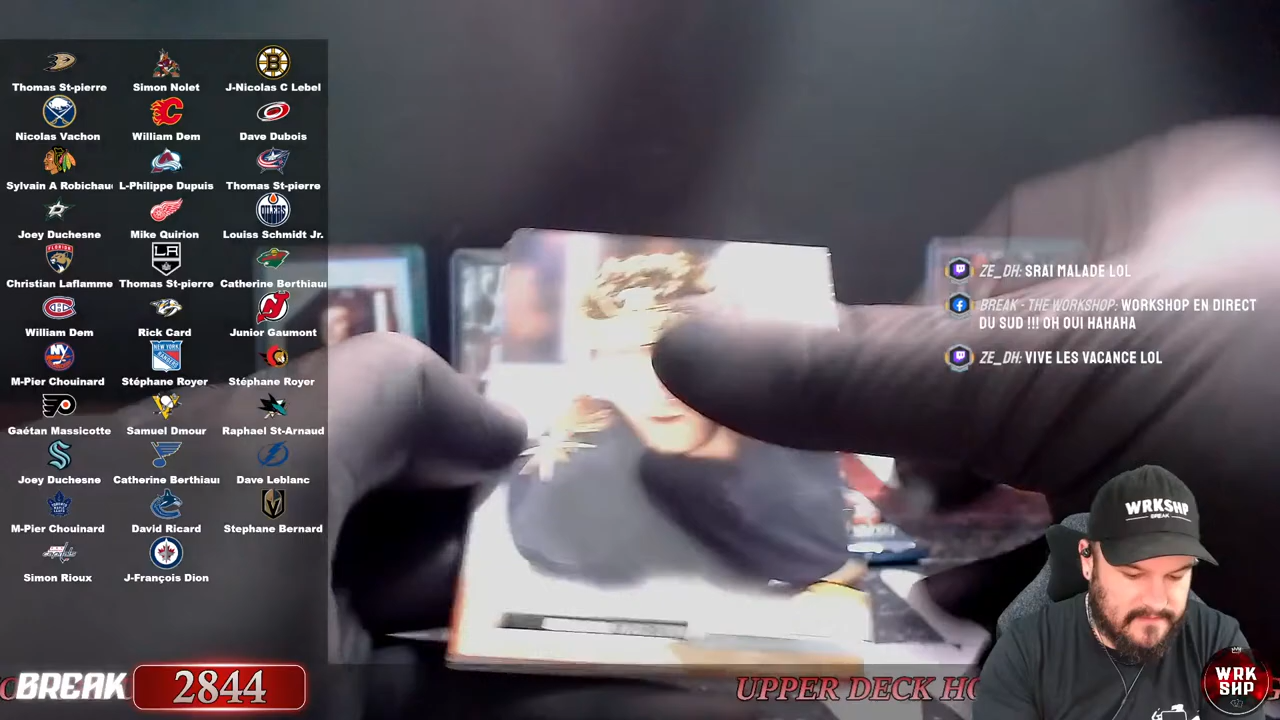 Thomas St-pierre
Simon Nolet
J-Nicolas C Lebel
Nicolas Vachon
William Dem
Dave Dubois
Sylvain A Robichau
L-Philippe Dupuis
Thomas St-pierre
Joey Duchesne
Mike Quirion
Louiss Schmidt Jr.
Christian Laflamme
Thomas St-pierre
Catherine Berthiau
William Dem
Rick Card
Junior Gaumont
M-Pier Chouinard
Stéphane Royer
Stéphane Royer
Gaétan Massicotte
Samuel Dmour
Raphael St-Arnaud
Joey Duchesne
Catherine Berthiau
Dave Leblanc
M-Pier Chouinard
David Ricard
Stephane Bernard
Simon Rioux
J-François Dion
ZE_DH: SRAI MALADE LOL
BREAK - THE WORKSHOP: WORKSHOP EN DIRECT
DU SUD !!! OH OUI HAHAHA
ZE_DH: VIVE LES VACANCE LOL
WRKSHP
BREAK
BREAK 2844
UPPER DECK HO
WRK
SHP